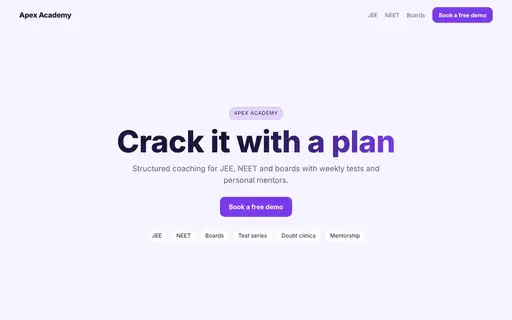 Apex Academy
JEE NEET Boards Book a free demo
APEX ACADEMY
Crack it with a plan
Structured coaching for JEE, NEET and boards with weekly tests and
personal mentors.
Book a free demo
JEE NEET Boards Test series Doubt clinics Mentorship